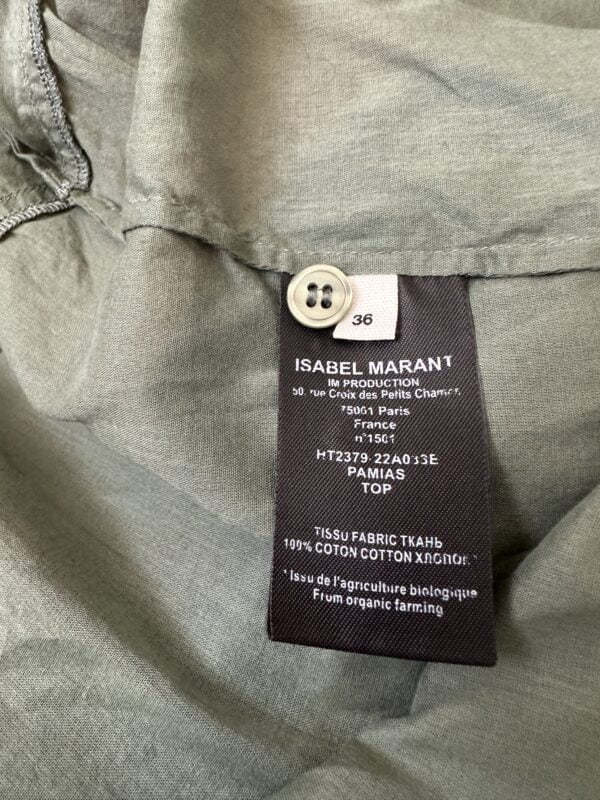 36
ISABEL MARANT
IM PRODUCTION
50, rue Croix des Petits Champs
75001 Paris
France
n°1501
HT2379-22A033E
PAMIAS
TOP
TISSU FABRIC ТКАНЬ
100% COTON COTTON ХЛОПОК*
*Issu de l'agriculture biologique
From organic farming